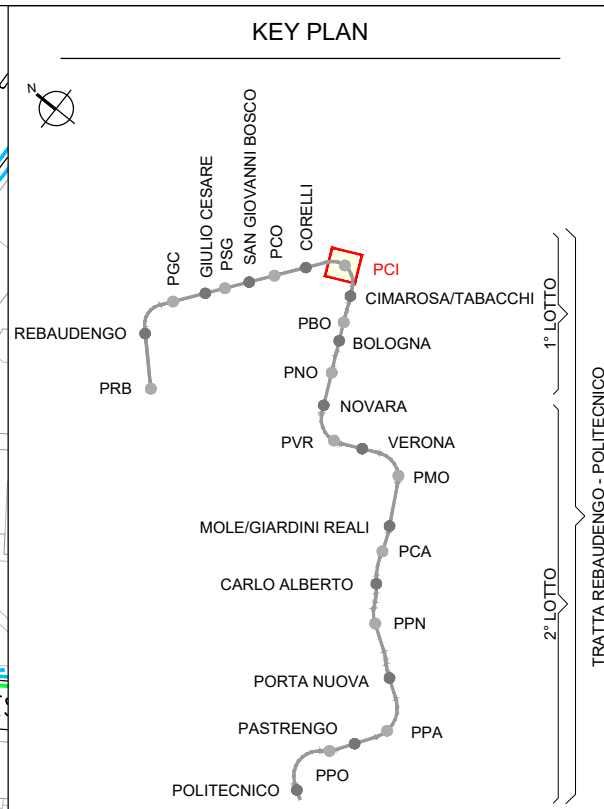 KEY PLAN
N
PGC
GIULIO CESARE
PSG
SAN GIOVANNI BOSCO
PCO
CORELLI
PCI
CIMAROSA/TABACCHI
REBAUDENGO
PBO
BOLOGNA
PNO
PRB
NOVARA
PVR
VERONA
PMO
MOLE/GIARDINI REALI
PCA
CARLO ALBERTO
PPN
PORTA NUOVA
PASTRENGO
PPA
PPO
POLITECNICO
1° LOTTO
2° LOTTO
TRATTA REBAUDENGO - POLITECNICO